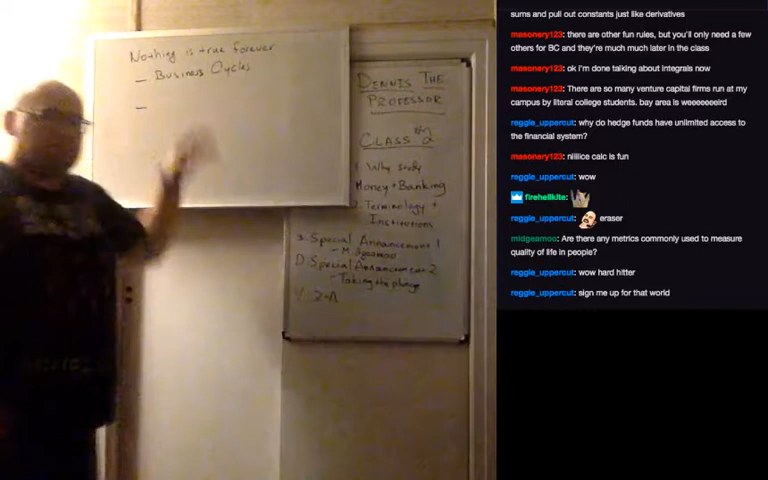 Nothing is true forever
— Business Cycles
—
DENNIS THE
PROFESSOR
CLASS #2
1. Why study
Money + Banking
2. Terminology +
Institutions
3. Special Announcement 1
D. Special Announcement 2
- Taking the plunge
sums and pull out constants just like derivatives
masonery123: there are other fun rules, but you'll only need a few
others for BC and they're much much later in the class
masonery123: ok i'm done talking about integrals now
masonery123: There are so many venture capital firms run at my
campus by literal college students. bay area is weeeeeeird
reggie_uppercut: why do hedge funds have unlimited access to
the financial system?
masonery123: niiiice calc is fun
reggie_uppercut: wow
firehellkite:
reggie_uppercut: eraser
midgeamoo: Are there any metrics commonly used to measure
quality of life in people?
reggie_uppercut: wow hard hitter
reggie_uppercut: sign me up for that world